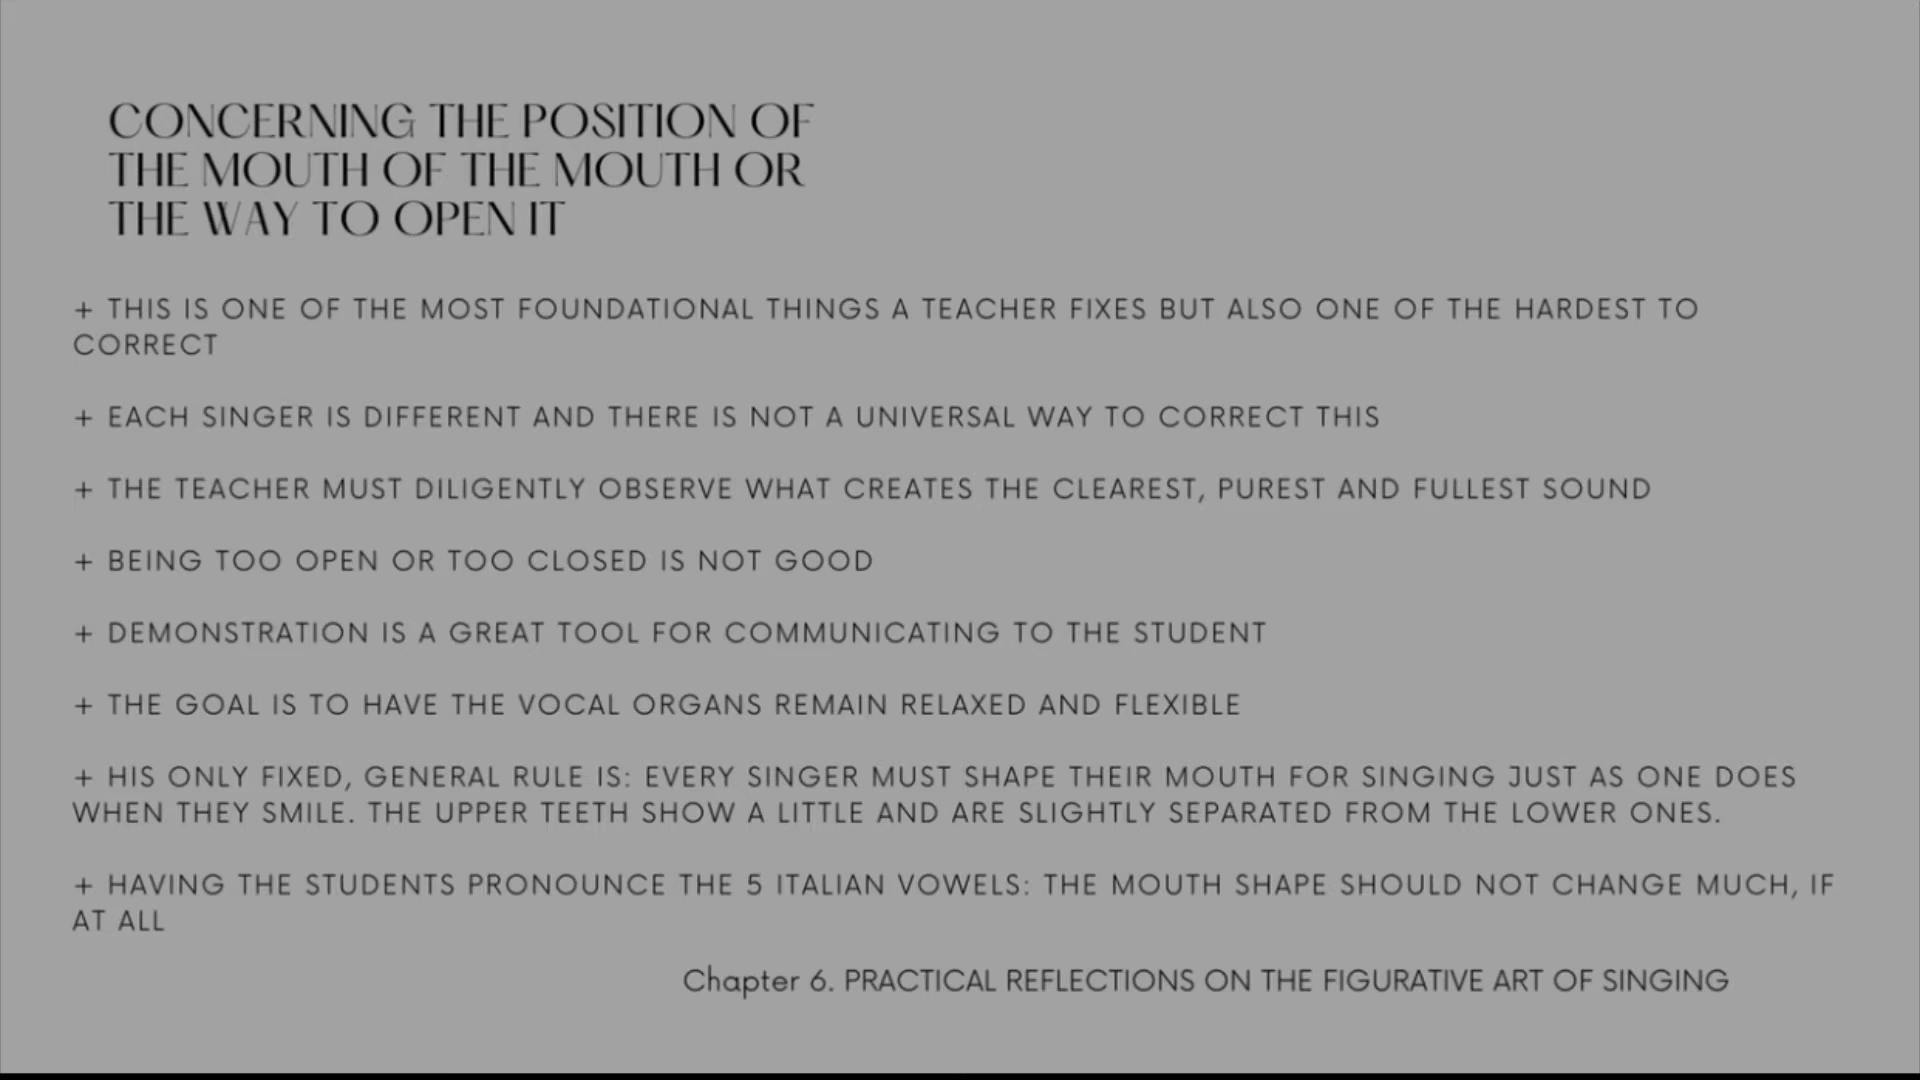 CONCERNING THE POSITION OF
THE MOUTH OF THE MOUTH OR
THE WAY TO OPEN IT
+ THIS IS ONE OF THE MOST FOUNDATIONAL THINGS A TEACHER FIXES BUT ALSO ONE OF THE HARDEST TO
CORRECT
+ EACH SINGER IS DIFFERENT AND THERE IS NOT A UNIVERSAL WAY TO CORRECT THIS
+ THE TEACHER MUST DILIGENTLY OBSERVE WHAT CREATES THE CLEAREST, PUREST AND FULLEST SOUND
+ BEING TOO OPEN OR TOO CLOSED IS NOT GOOD
+ DEMONSTRATION IS A GREAT TOOL FOR COMMUNICATING TO THE STUDENT
+ THE GOAL IS TO HAVE THE VOCAL ORGANS REMAIN RELAXED AND FLEXIBLE
+ HIS ONLY FIXED, GENERAL RULE IS: EVERY SINGER MUST SHAPE THEIR MOUTH FOR SINGING JUST AS ONE DOES
WHEN THEY SMILE. THE UPPER TEETH SHOW A LITTLE AND ARE SLIGHTLY SEPARATED FROM THE LOWER ONES.
+ HAVING THE STUDENTS PRONOUNCE THE 5 ITALIAN VOWELS: THE MOUTH SHAPE SHOULD NOT CHANGE MUCH, IF
AT ALL
Chapter 6. PRACTICAL REFLECTIONS ON THE FIGURATIVE ART OF SINGING